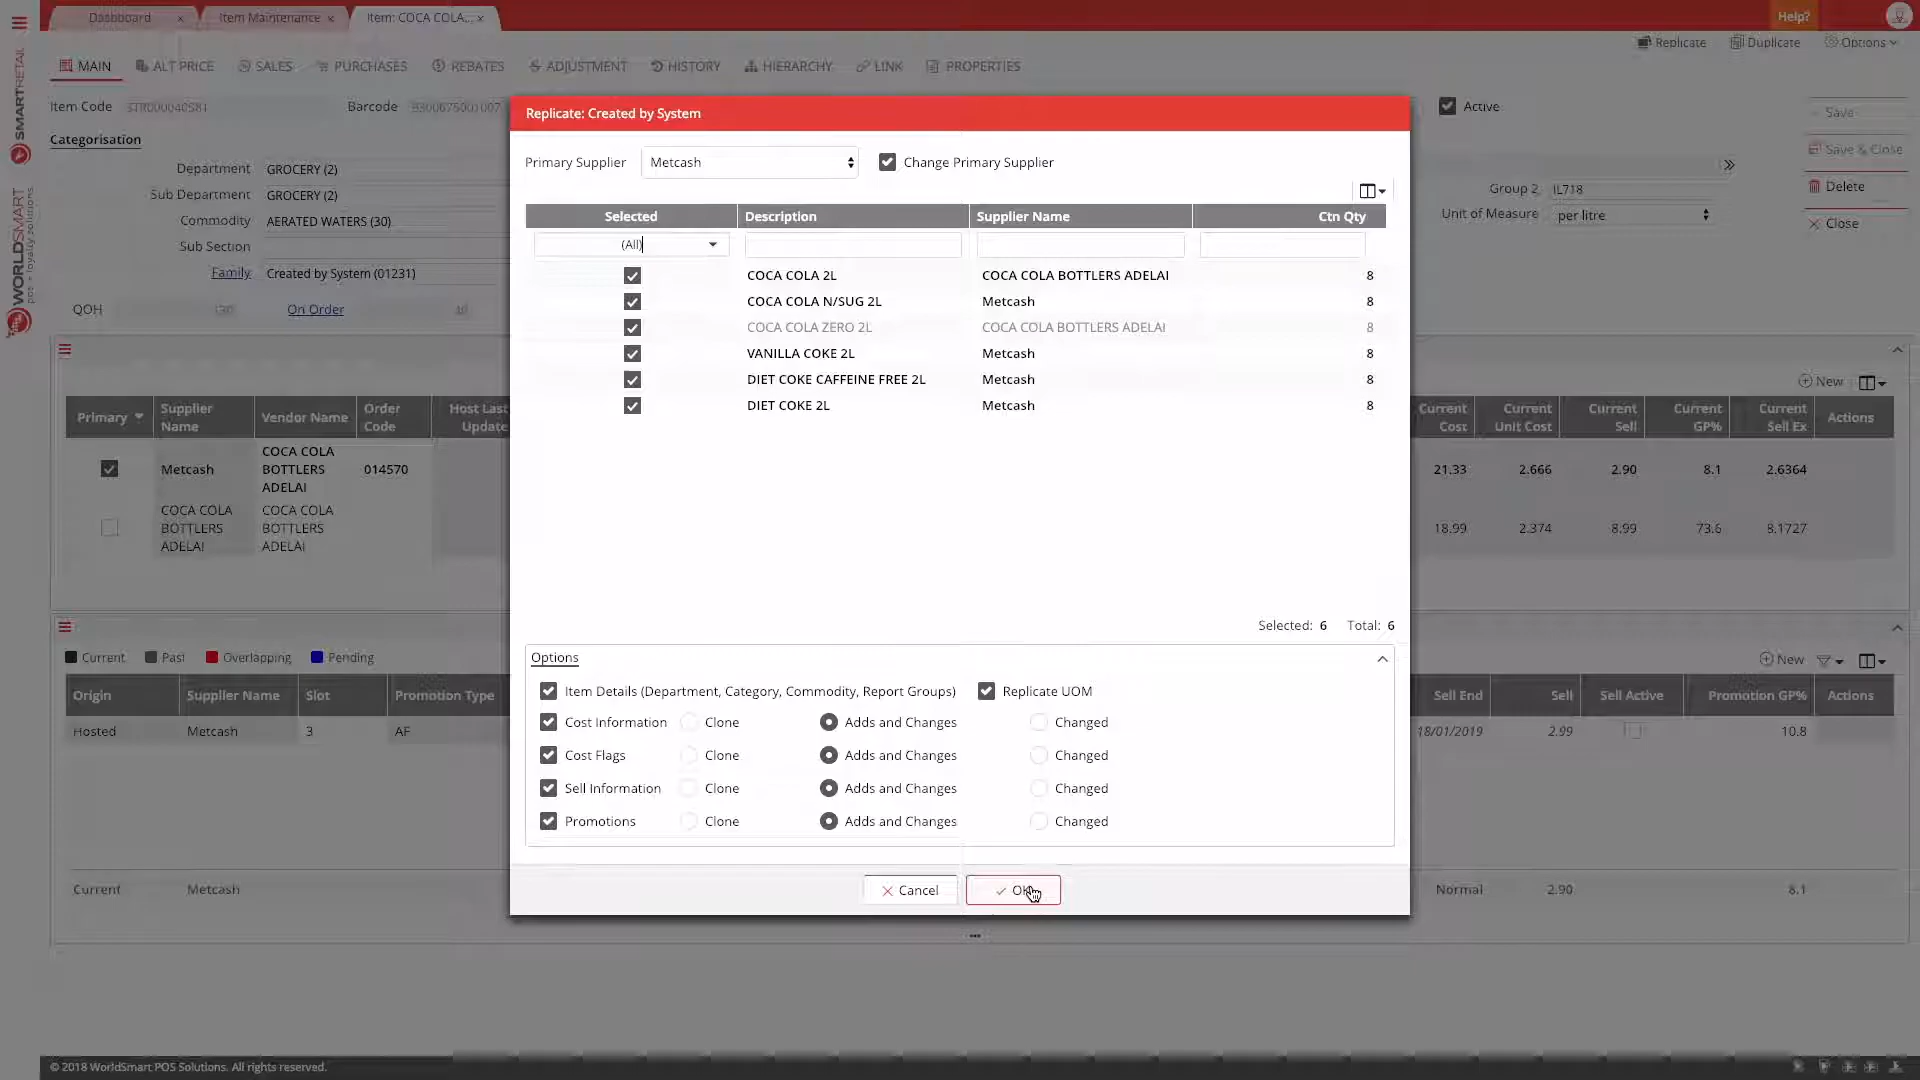 Dashboard × Item Maintenance × Item: COCA COLA... × Help?
Replicate Duplicate Options
MAIN ALT PRICE SALES PURCHASES REBATES ADJUSTMENT HISTORY HIERARCHY LINK PROPERTIES
SMARTRETAIL
WORLDSMART
pos + loyalty solutions
Item Code STR000040581 Barcode 9300675001007
Active
Save
Save & Close
Delete
Close
Categorisation
Department GROCERY (2)
Sub Department GROCERY (2)
Commodity AERATED WATERS (30)
Sub Section
Family Created by System (01231)
QOH 130 On Order 40
Group 2 IL718
Unit of Measure per litre
Replicate: Created by System
Primary Supplier Metcash Change Primary Supplier
Selected Description Supplier Name Ctn Qty
(All)
COCA COLA 2L COCA COLA BOTTLERS ADELAI 8
COCA COLA N/SUG 2L Metcash 8
COCA COLA ZERO 2L COCA COLA BOTTLERS ADELAI 8
VANILLA COKE 2L Metcash 8
DIET COKE CAFFEINE FREE 2L Metcash 8
DIET COKE 2L Metcash 8
Selected: 6 Total: 6
Options
Item Details (Department, Category, Commodity, Report Groups) Replicate UOM
Cost Information Clone Adds and Changes Changed
Cost Flags Clone Adds and Changes Changed
Sell Information Clone Adds and Changes Changed
Promotions Clone Adds and Changes Changed
Cancel OK
New
Primary Supplier Name Vendor Name Order Code Host Last Update Current Cost Current Unit Cost Current Sell Current GP% Current Sell Ex Actions
Metcash COCA COLA BOTTLERS ADELAI 014570 21.33 2.666 2.90 8.1 2.6364
COCA COLA BOTTLERS ADELAI COCA COLA BOTTLERS ADELAI 18.99 2.374 8.99 73.6 8.1727
Current Past Overlapping Pending New
Origin Supplier Name Slot Promotion Type Sell End Sell Sell Active Promotion GP% Actions
Hosted Metcash 3 AF 18/01/2019 2.99 10.8
Current Metcash Normal 2.90 8.1
© 2018 WorldSmart POS Solutions. All rights reserved.